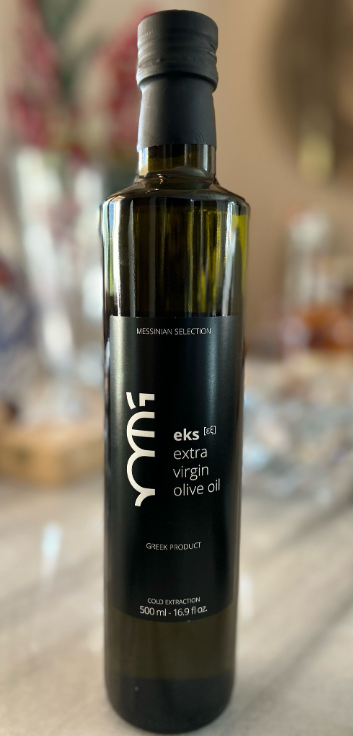 MESSINIAN SELECTION
eks [εξ]
extra
virgin
olive oil
GREEK PRODUCT
COLD EXTRACTION
500 ml - 16.9 fl oz.